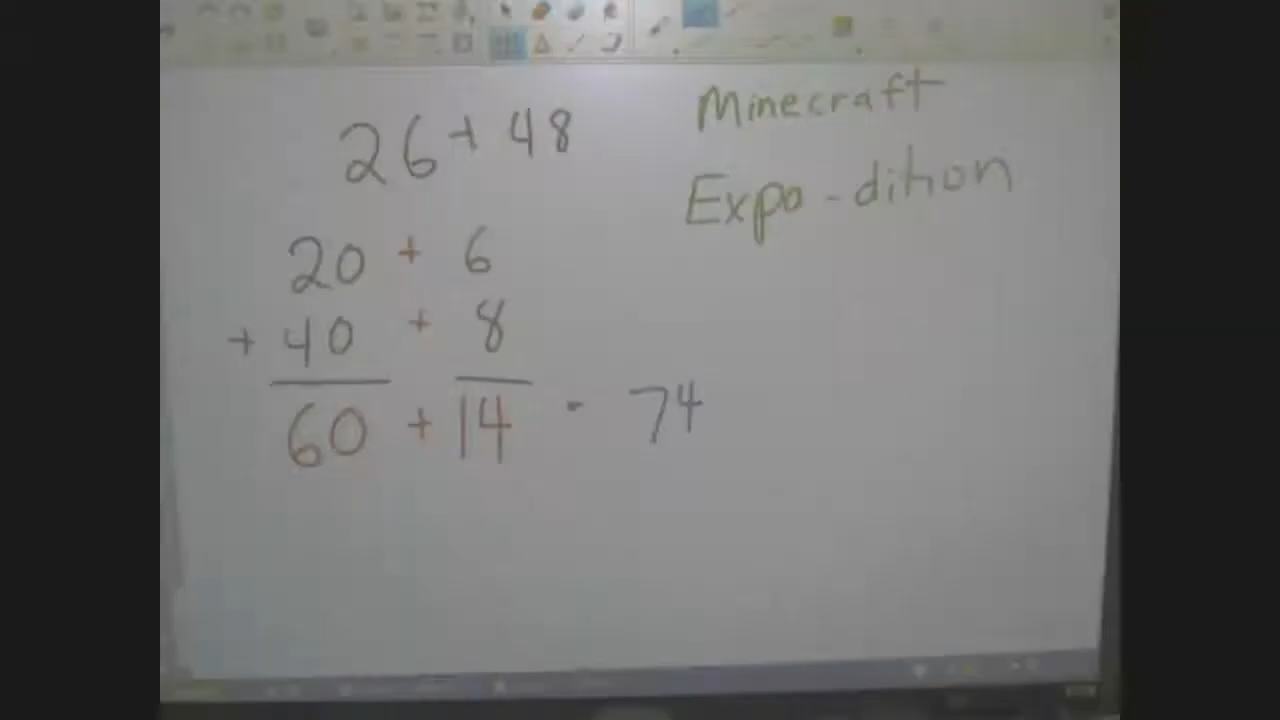 26 + 48
20 + 6
+ 40 + 8
60 + 14 = 74
Minecraft
Expo-dition